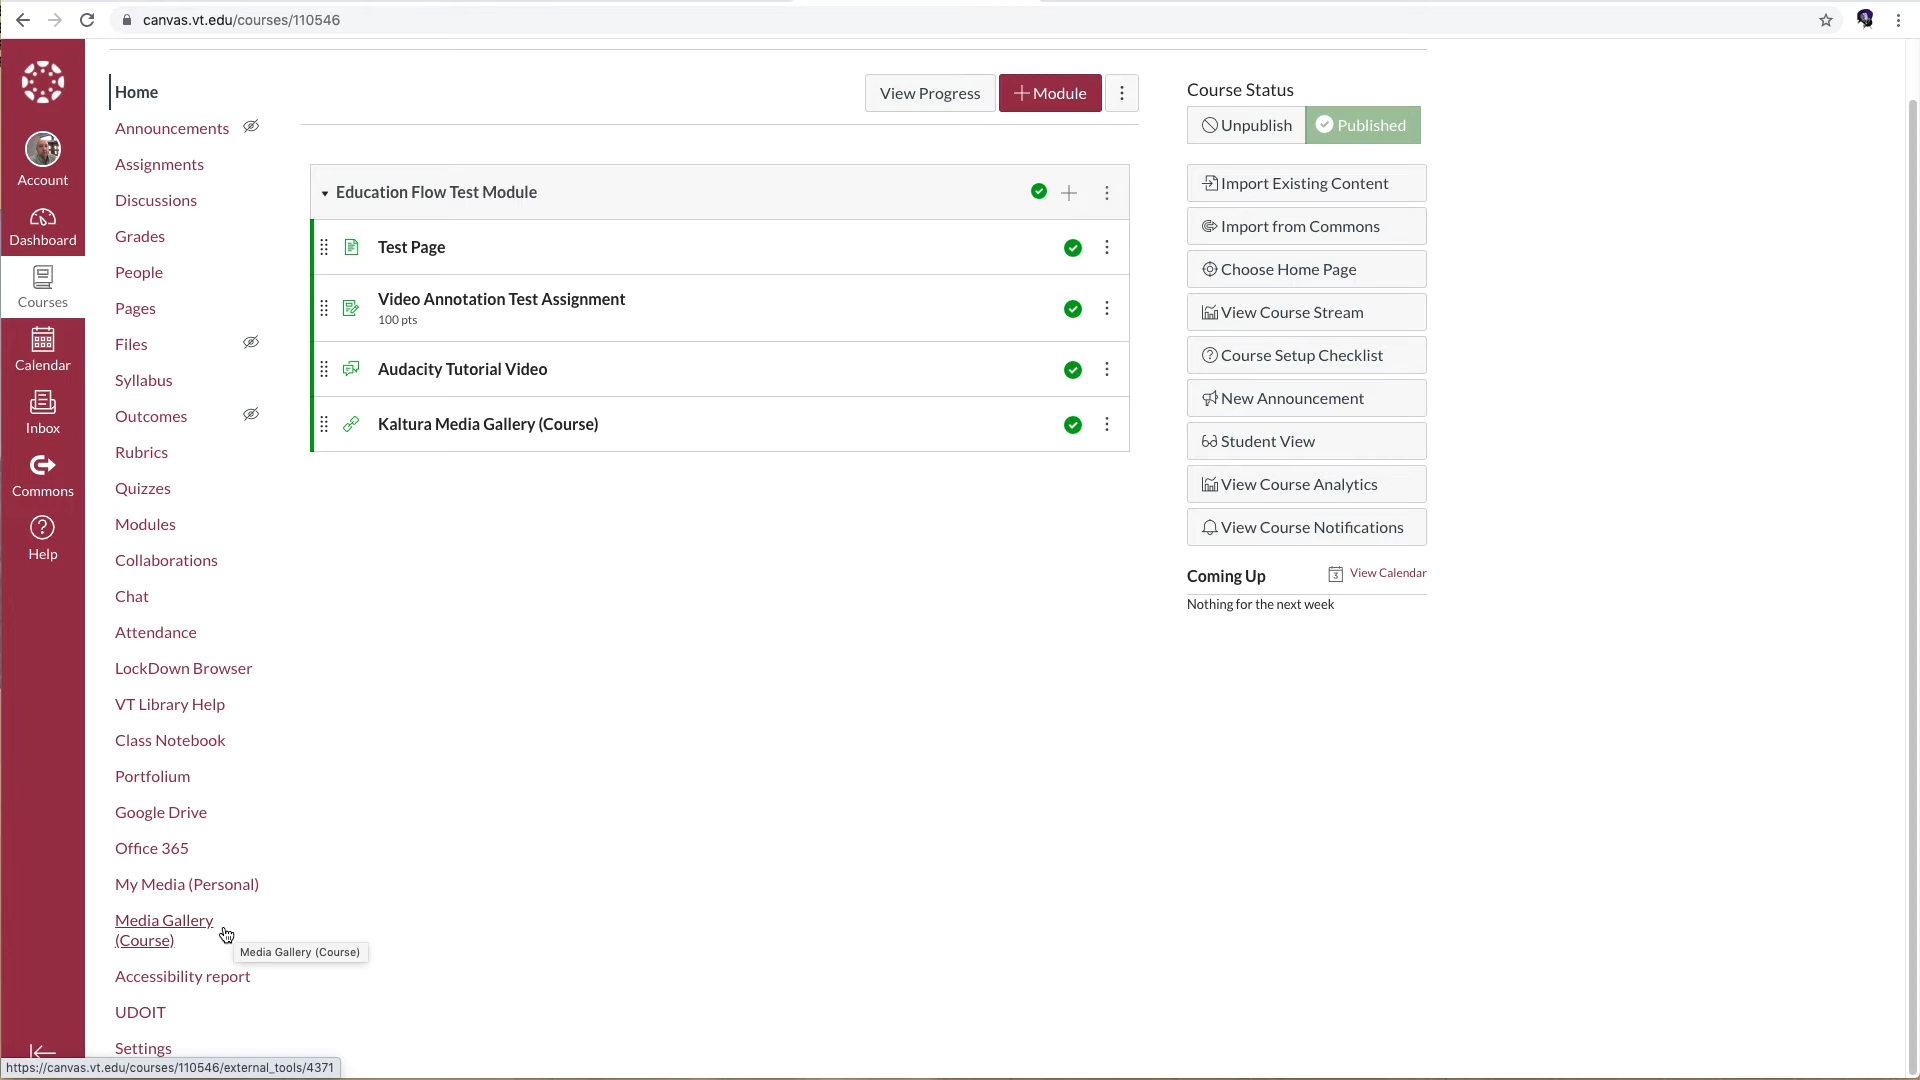 canvas.vt.edu/courses/110546
Account
Dashboard
Courses
Calendar
Inbox
Commons
Help
Home
Announcements
Assignments
Discussions
Grades
People
Pages
Files
Syllabus
Outcomes
Rubrics
Quizzes
Modules
Collaborations
Chat
Attendance
LockDown Browser
VT Library Help
Class Notebook
Portfolium
Google Drive
Office 365
My Media (Personal)
Media Gallery
(Course)
Media Gallery (Course)
Accessibility report
UDOIT
Settings
https://canvas.vt.edu/courses/110546/external_tools/4371
View Progress
Module
Education Flow Test Module
Test Page
Video Annotation Test Assignment
100 pts
Audacity Tutorial Video
Kaltura Media Gallery (Course)
Course Status
Unpublish
Published
Import Existing Content
Import from Commons
Choose Home Page
View Course Stream
Course Setup Checklist
New Announcement
Student View
View Course Analytics
View Course Notifications
Coming Up
3
View Calendar
Nothing for the next week